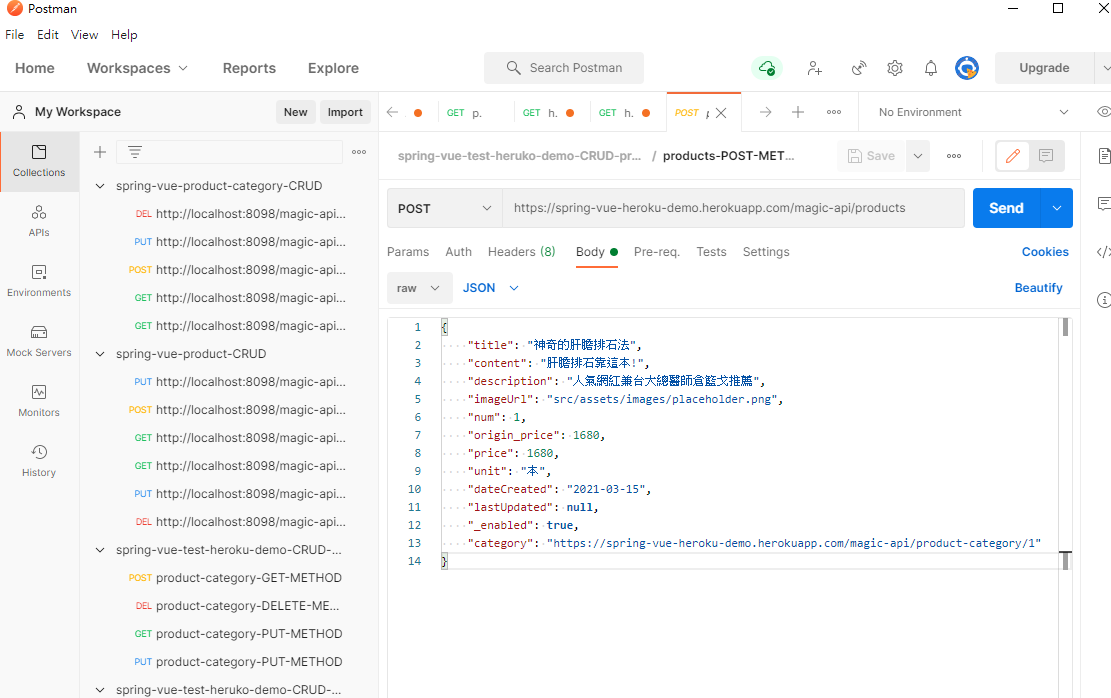 Postman
File Edit View Help
Home Workspaces Reports Explore Search Postman Upgrade
My Workspace New Import GET p. GET h. GET h. POST No Environment
Collections
APIs
Environments
Mock Servers
Monitors
History
spring-vue-product-category-CRUD
DEL http://localhost:8098/magic-api...
PUT http://localhost:8098/magic-api...
POST http://localhost:8098/magic-api...
GET http://localhost:8098/magic-api...
GET http://localhost:8098/magic-api...
spring-vue-product-CRUD
PUT http://localhost:8098/magic-api...
POST http://localhost:8098/magic-api...
GET http://localhost:8098/magic-api...
GET http://localhost:8098/magic-api...
PUT http://localhost:8098/magic-api...
DEL http://localhost:8098/magic-api...
spring-vue-test-heroku-demo-CRUD-...
POST product-category-GET-METHOD
DEL product-category-DELETE-ME...
GET product-category-PUT-METHOD
PUT product-category-PUT-METHOD
spring-vue-test-heruko-demo-CRUD-...
spring-vue-test-heruko-demo-CRUD-pr... / products-POST-MET... Save
POST https://spring-vue-heroku-demo.herokuapp.com/magic-api/products Send
Params Auth Headers (8) Body Pre-req. Tests Settings Cookies
raw JSON Beautify
1 {
2 "title": "神奇的肝膽排石法",
3 "content": "肝膽排石靠這本!",
4 "description": "人氣網紅兼台大總醫師倉籃戈推薦",
5 "imageUrl": "src/assets/images/placeholder.png",
6 "num": 1,
7 "origin_price": 1680,
8 "price": 1680,
9 "unit": "本",
10 "dateCreated": "2021-03-15",
11 "lastUpdated": null,
12 "_enabled": true,
13 "category": "https://spring-vue-heroku-demo.herokuapp.com/magic-api/product-category/1"
14 }